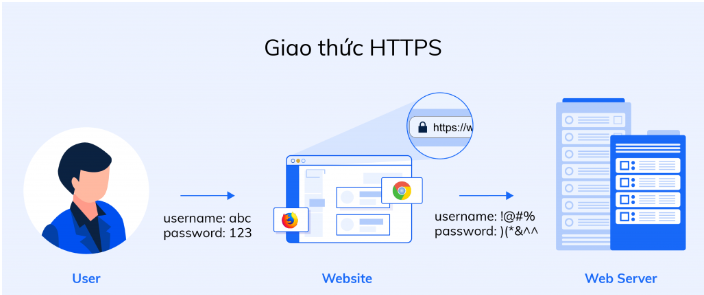 Giao thức HTTPS
https://w
username: abc
password: 123
username: !@#%
password: )(*&^^
User
Website
Web Server